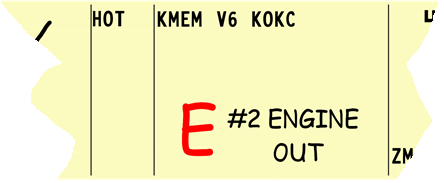 HOT
KMEM V6 KOKC
E
#2 ENGINE
OUT
ZM